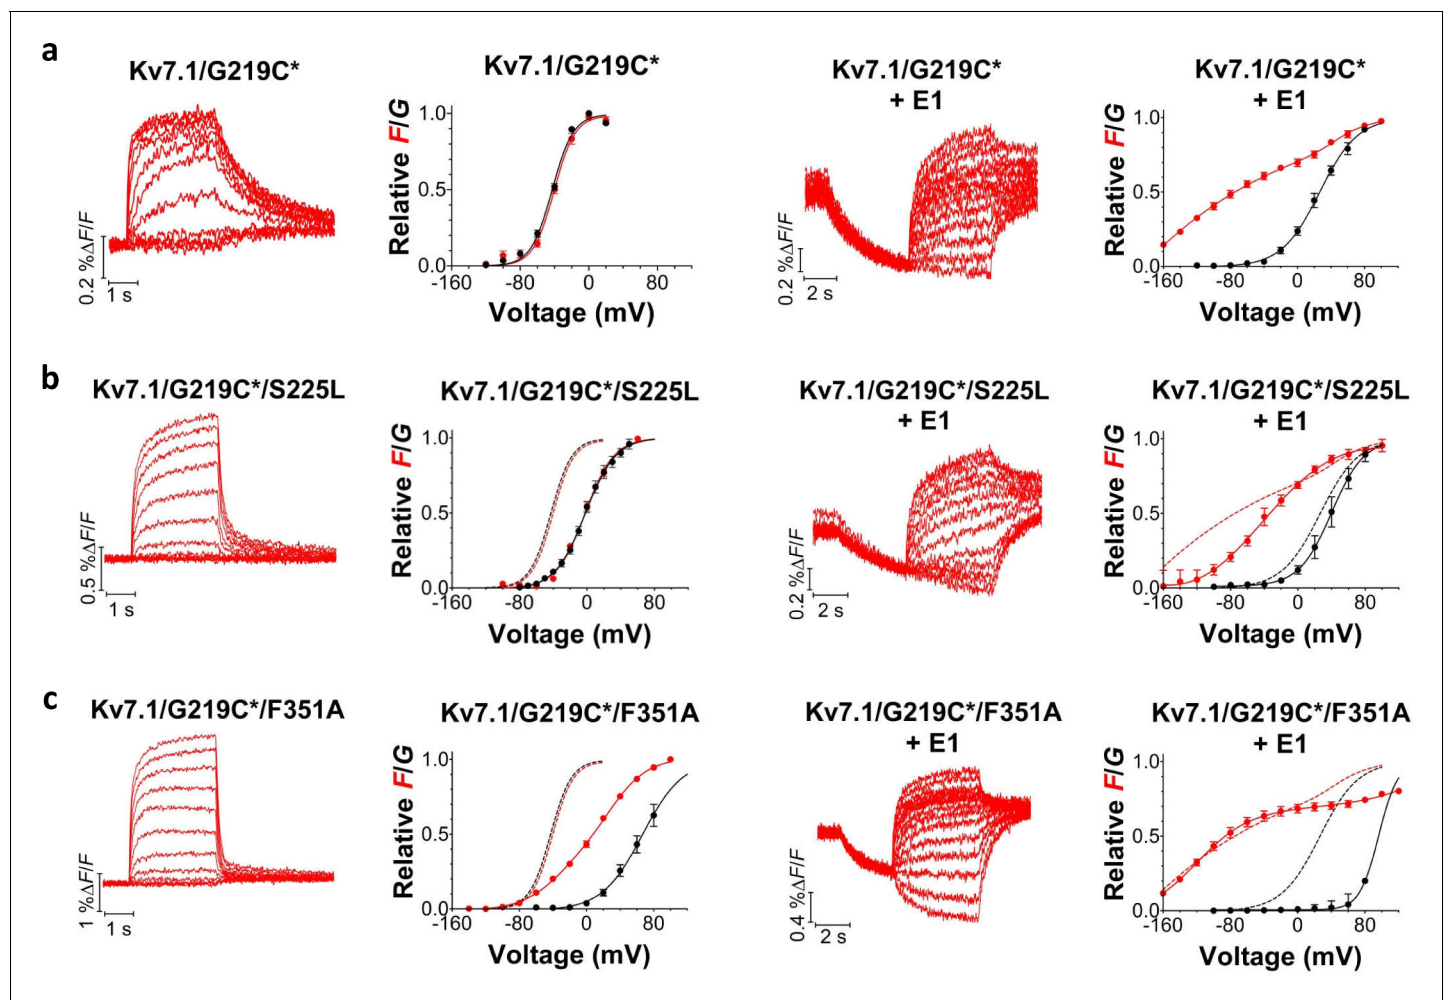 a
Kv7.1/G219C*
0.2 %ΔF/F
1 s
Kv7.1/G219C*
Relative F/G
1.0
0.5
0.0
-160
-80
0
80
Voltage (mV)
Kv7.1/G219C*
+ E1
0.2 %ΔF/F
2 s
Kv7.1/G219C*
+ E1
Relative F/G
1.0
0.5
0.0
-160
-80
0
80
Voltage (mV)
b
Kv7.1/G219C*/S225L
0.5 %ΔF/F
1 s
Kv7.1/G219C*/S225L
Relative F/G
1.0
0.5
0.0
-160
-80
0
80
Voltage (mV)
Kv7.1/G219C*/S225L
+ E1
0.2 %ΔF/F
2 s
Kv7.1/G219C*/S225L
+ E1
Relative F/G
1.0
0.5
0.0
-160
-80
0
80
Voltage (mV)
c
Kv7.1/G219C*/F351A
1 %ΔF/F
1 s
Kv7.1/G219C*/F351A
Relative F/G
1.0
0.5
0.0
-160
-80
0
80
Voltage (mV)
Kv7.1/G219C*/F351A
+ E1
0.4 %ΔF/F
2 s
Kv7.1/G219C*/F351A
+ E1
Relative F/G
1.0
0.5
0.0
-160
-80
0
80
Voltage (mV)